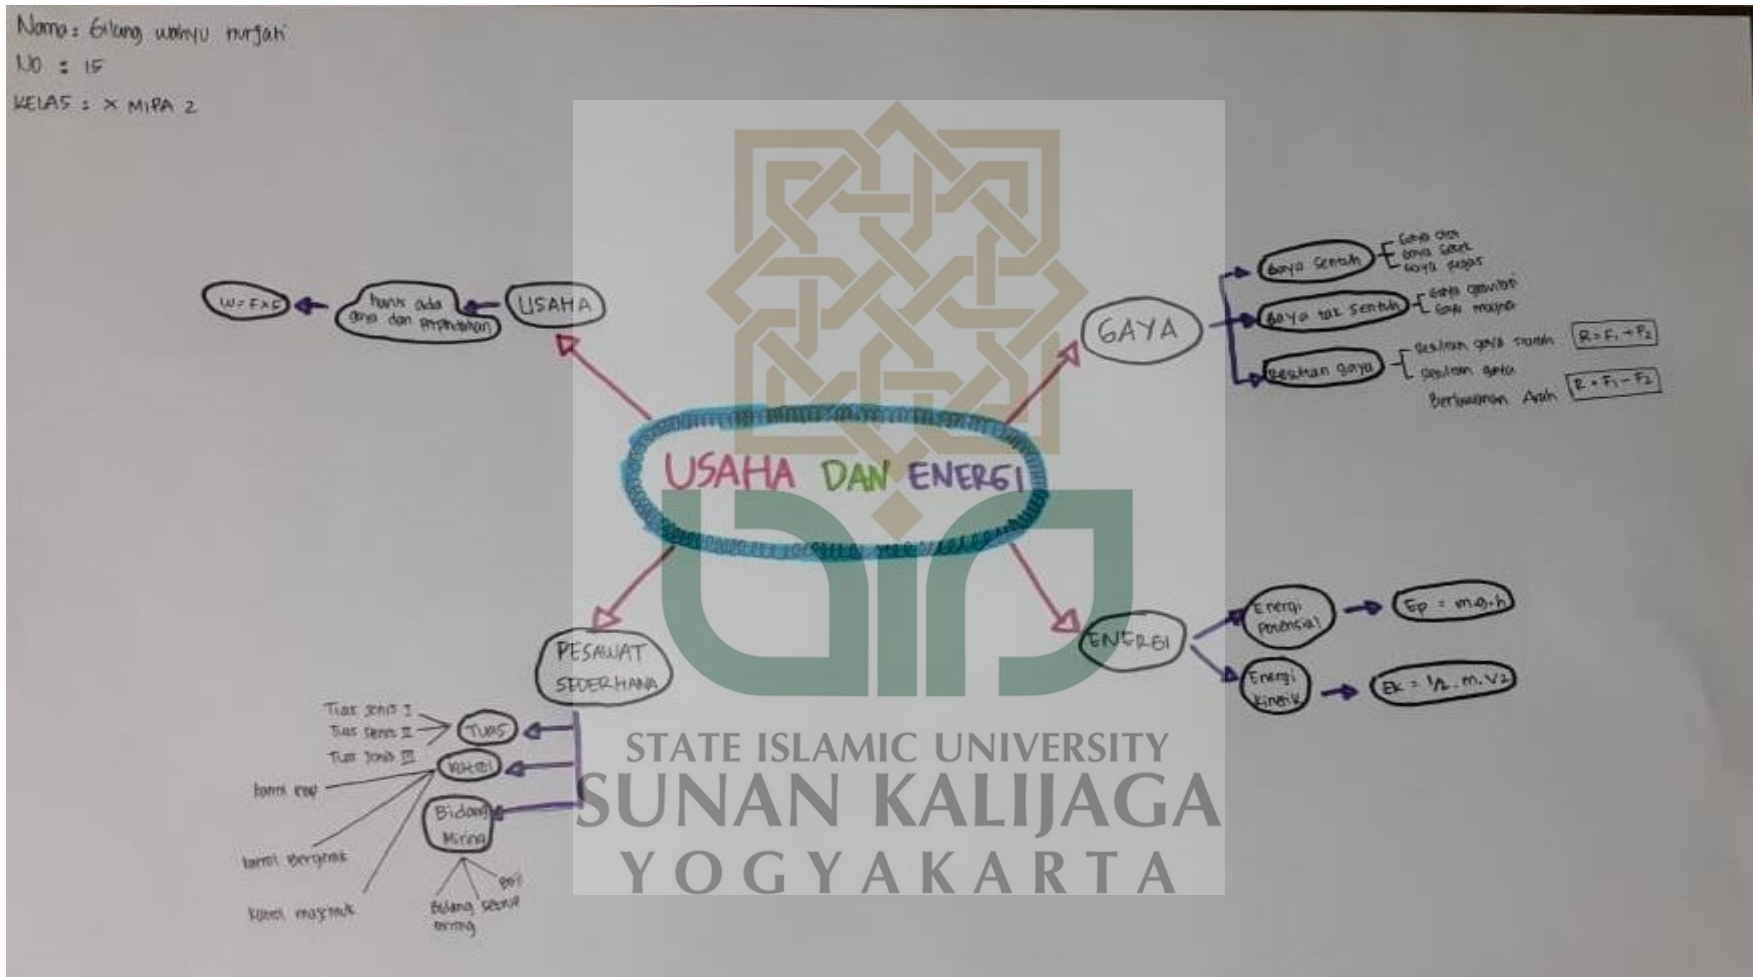 Nama : Gilang wahyu nurjati
NO : 15
KELAS : X MIPA 2
USAHA DAN ENERGI
USAHA
harus ada
gaya dan perpindahan
GAYA
Gaya sentuh
Gaya otot
Gaya Gesek
Gaya pegas
Gaya tak sentuh
Gaya gravitasi
Resultan gaya
Resultan gaya searah
R = F1 + F2
Resultan gaya
Berlawanan Arah
R = F1 - F2
ENERGI
Energi
potensial
Ep = m.g.h
Energi
kinetik
EK = 1/2 . m . V2
PESAWAT
SEDERHANA
TUAS
Tuas Jenis I
Tuas Jenis II
Tuas Jenis III
Katrol
katrol Bergerak
katrol majemuk
Bidang
Miring
Bidang
miring
STATE ISLAMIC UNIVERSITY
SUNAN KALIJAGA
YOGYAKARTA